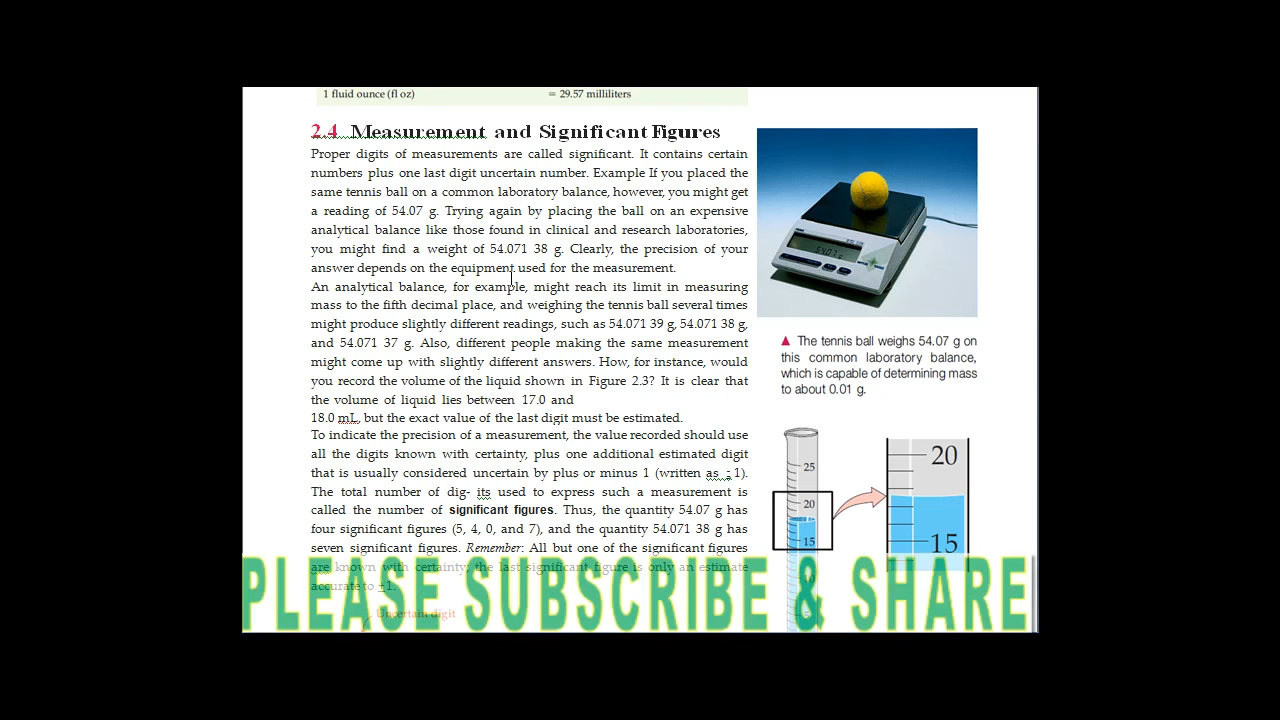 1 fluid ounce (fl oz) = 29.57 milliliters
2.4 Measurement and Significant Figures
Proper digits of measurements are called significant. It contains certain
numbers plus one last digit uncertain number. Example If you placed the
same tennis ball on a common laboratory balance, however, you might get
a reading of 54.07 g. Trying again by placing the ball on an expensive
analytical balance like those found in clinical and research laboratories,
you might find a weight of 54.071 38 g. Clearly, the precision of your
answer depends on the equipment used for the measurement.
An analytical balance, for example, might reach its limit in measuring
mass to the fifth decimal place, and weighing the tennis ball several times
might produce slightly different readings, such as 54.071 39 g, 54.071 38 g,
and 54.071 37 g. Also, different people making the same measurement
might come up with slightly different answers. How, for instance, would
you record the volume of the liquid shown in Figure 2.3? It is clear that
the volume of liquid lies between 17.0 and
18.0 mL, but the exact value of the last digit must be estimated.
To indicate the precision of a measurement, the value recorded should use
all the digits known with certainty, plus one additional estimated digit
that is usually considered uncertain by plus or minus 1 (written as ± 1).
The total number of dig- its used to express such a measurement is
called the number of significant figures. Thus, the quantity 54.07 g has
four significant figures (5, 4, 0, and 7), and the quantity 54.071 38 g has
seven significant figures. Remember: All but one of the significant figures
are known with certainty; the last significant figure is only an estimate
accurate to ±1.
Uncertain digit
54.07 g
▲ The tennis ball weighs 54.07 g on
this common laboratory balance,
which is capable of determining mass
to about 0.01 g.
25
20
15
10
20
15
PLEASE SUBSCRIBE & SHARE